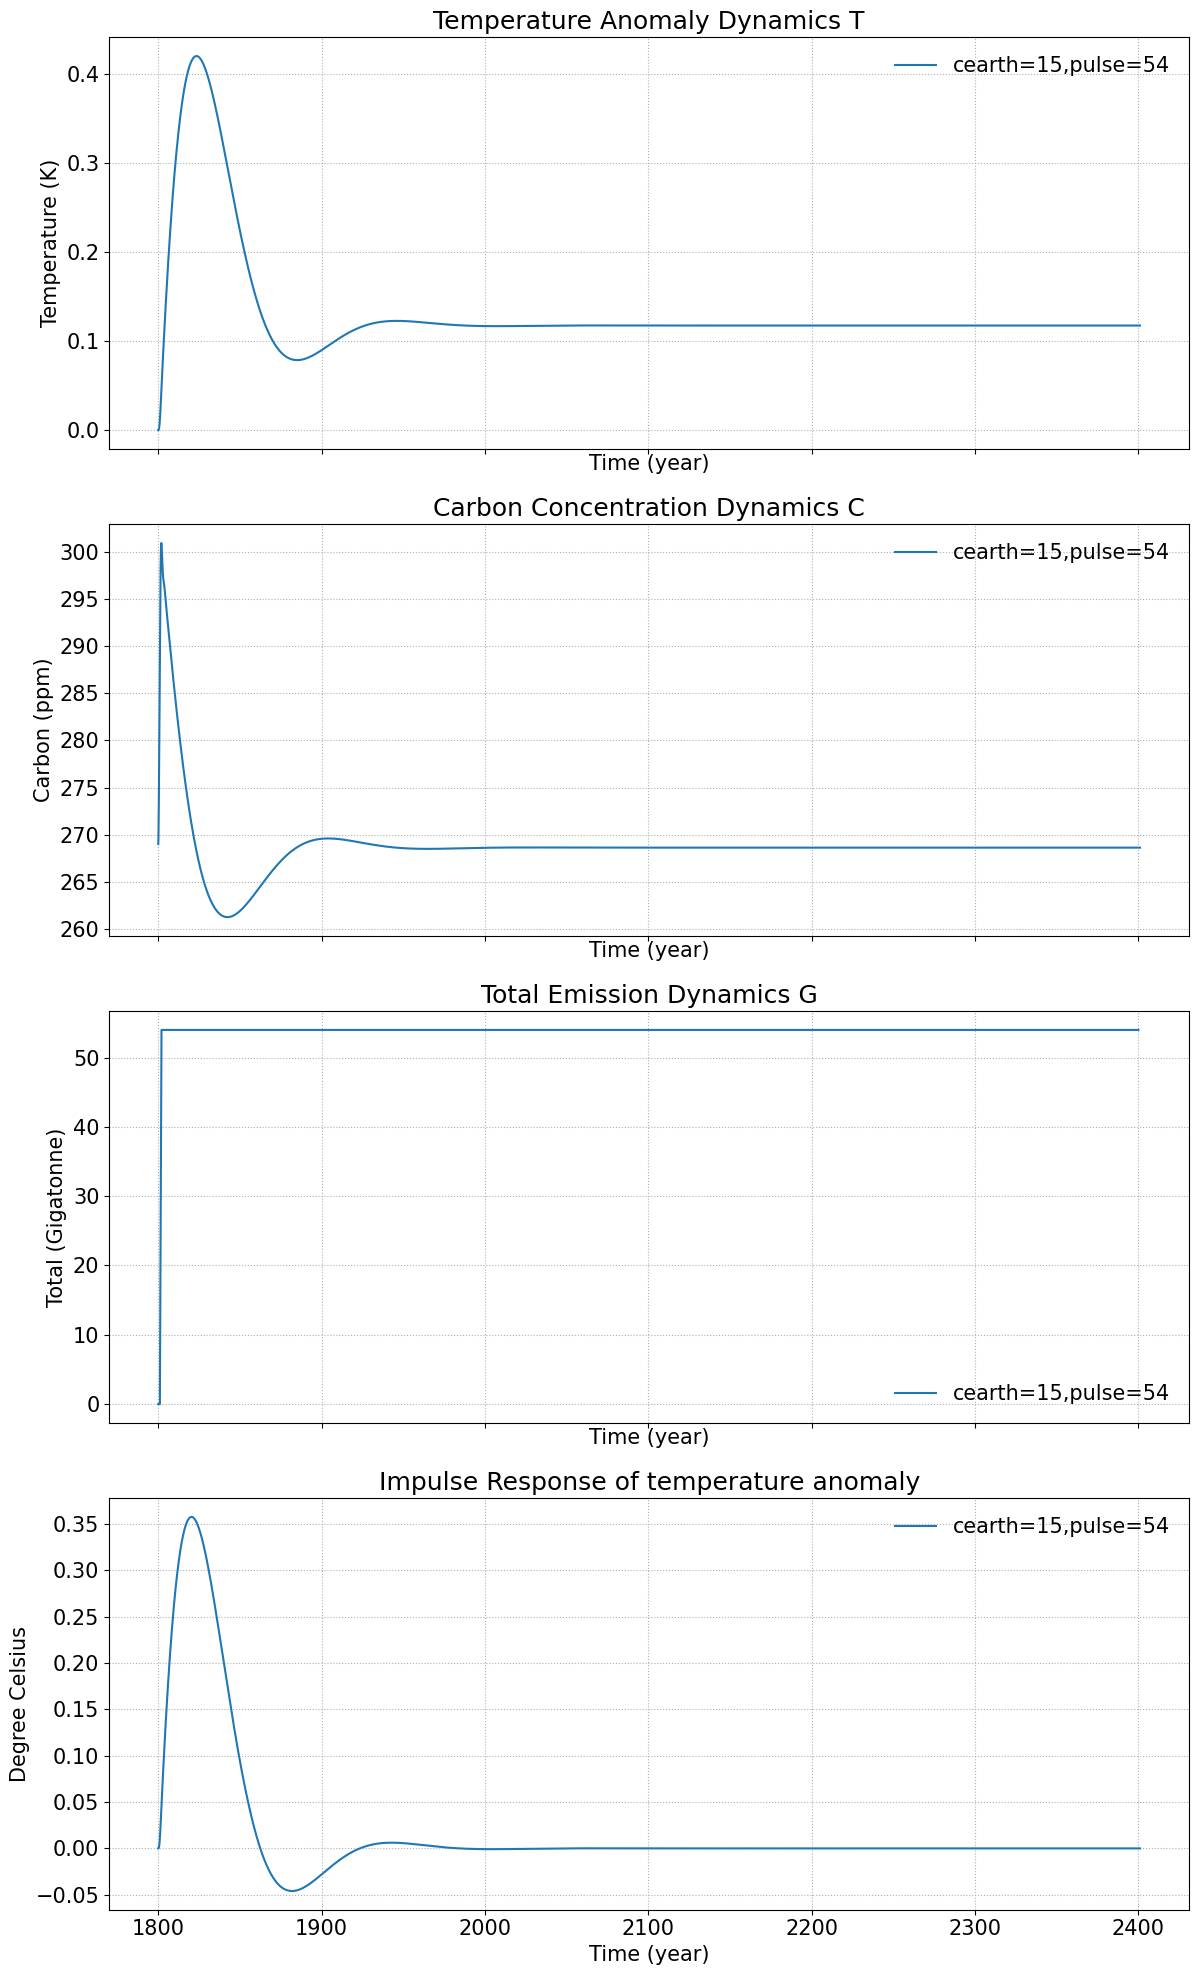 Temperature Anomaly Dynamics T
cearth=15,pulse=54
Temperature (K)
0.4
0.3
0.2
0.1
0.0
Time (year)
Carbon Concentration Dynamics C
cearth=15,pulse=54
Carbon (ppm)
300
295
290
285
280
275
270
265
260
Time (year)
Total Emission Dynamics G
Total (Gigatonne)
50
40
30
20
10
0
cearth=15,pulse=54
Time (year)
Impulse Response of temperature anomaly
cearth=15,pulse=54
Degree Celsius
0.35
0.30
0.25
0.20
0.15
0.10
0.05
0.00
−0.05
1800 1900 2000 2100 2200 2300 2400
Time (year)